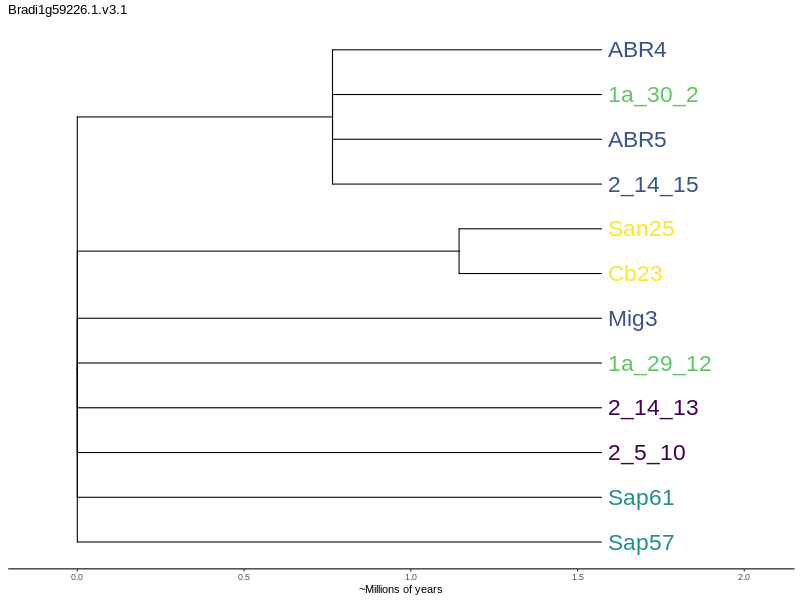 Bradi1g59226.1.v3.1
ABR4
1a_30_2
ABR5
2_14_15
San25
Cb23
Mig3
1a_29_12
2_14_13
2_5_10
Sap61
Sap57
0.0 0.5 1.0 1.5 2.0
~Millions of years